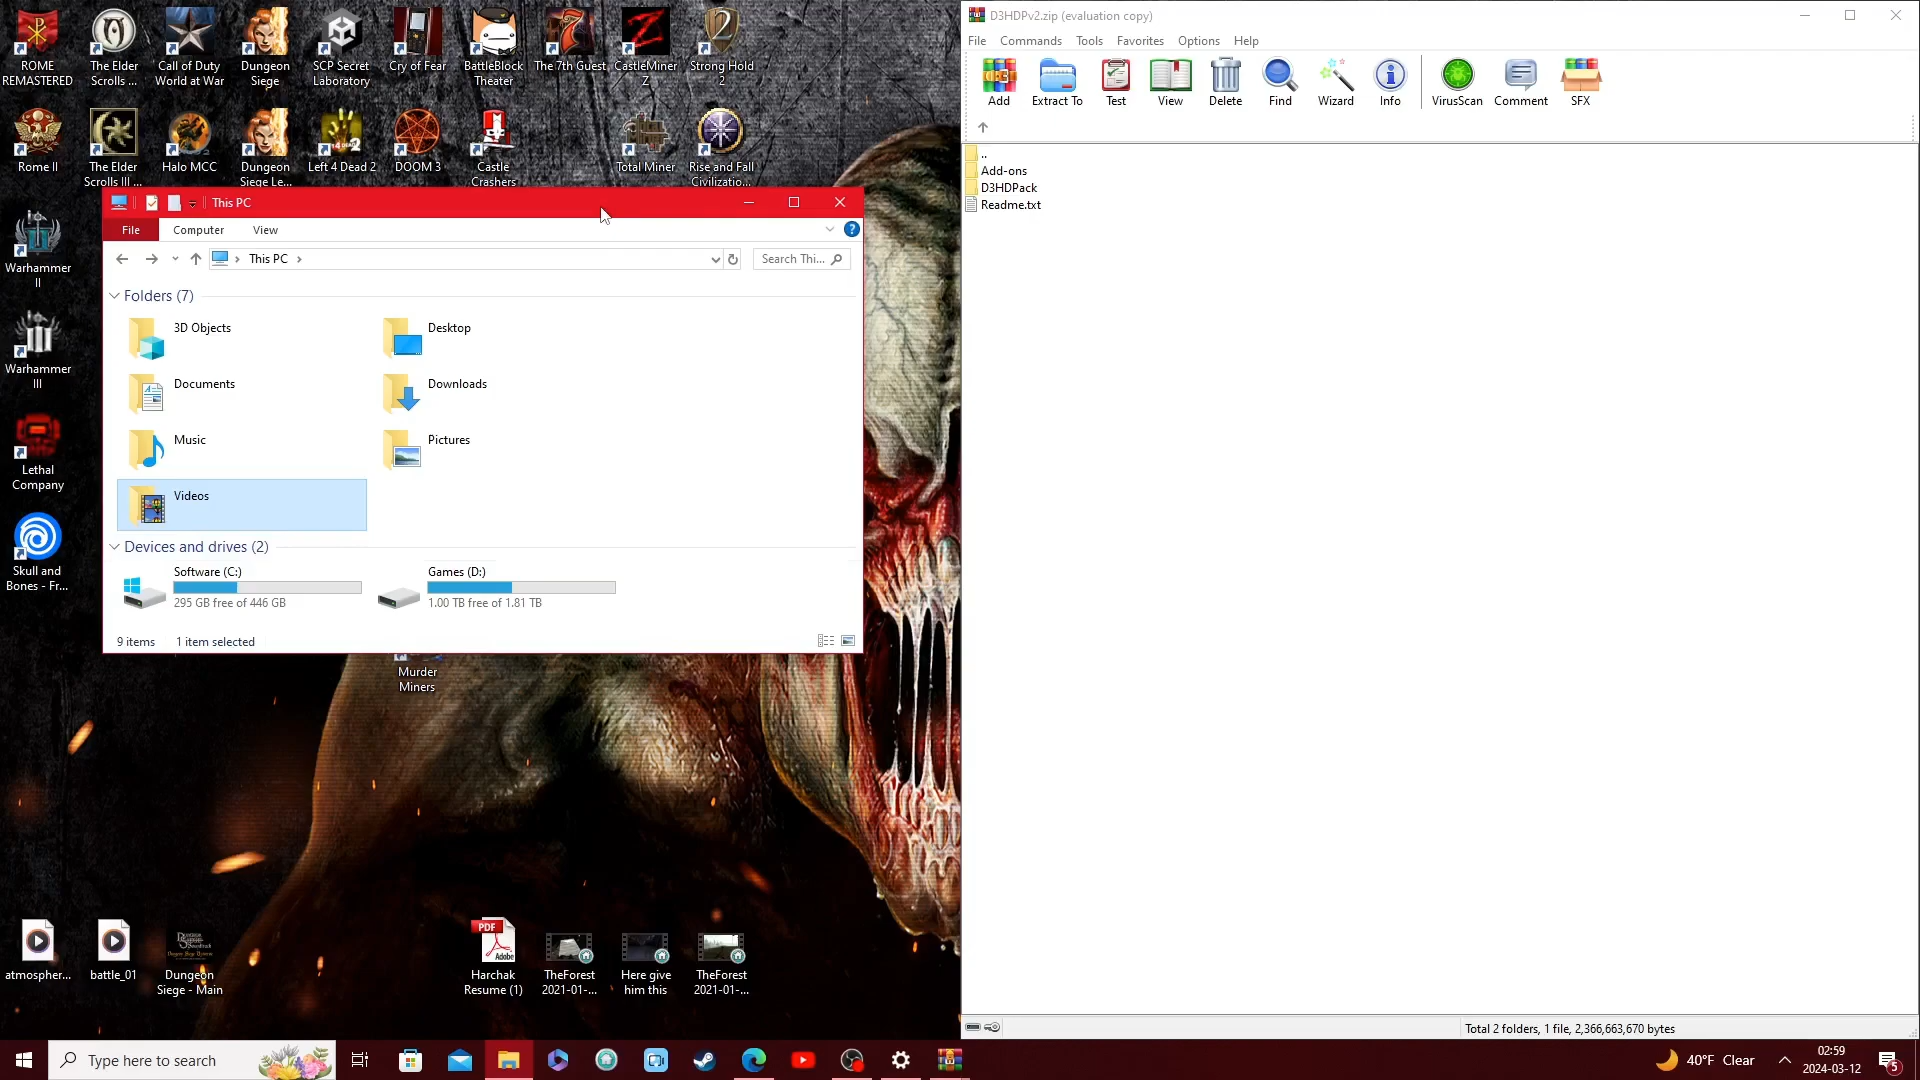 ROME
REMASTERED
The Elder
Scrolls ...
Call of Duty
World at War
Dungeon
Siege
SCP Secret
Laboratory
Cry of Fear
BattleBlock
Theater
The 7th Guest
CastleMiner
Z
Strong Hold
2
Rome II
The Elder
Scrolls III ...
Halo MCC
Dungeon
Siege Le...
Left 4 Dead 2
DOOM 3
Castle
Crashers
Total Miner
Rise and Fall
Civilizatio...
Warhammer
II
Warhammer
III
Lethal
Company
Skull and
Bones - Fr...
This PC
File
Computer
View
This PC
Search Thi...
Folders (7)
3D Objects
Desktop
Documents
Downloads
Music
Pictures
Videos
Devices and drives (2)
Software (C:)
295 GB free of 446 GB
Games (D:)
1.00 TB free of 1.81 TB
9 items
1 item selected
Murder
Miners
atmospher...
battle_01
Dungeon
Siege - Main
PDF
Adobe
Harchak
Resume (1)
TheForest
2021-01-...
Here give
him this
TheForest
2021-01-...
D3HDPv2.zip (evaluation copy)
File Commands Tools Favorites Options Help
Add
Extract To
Test
View
Delete
Find
Wizard
Info
VirusScan
Comment
SFX
..
Add-ons
D3HDPack
Readme.txt
Total 2 folders, 1 file, 2,366,663,670 bytes
Type here to search
40°F Clear
02:59
2024-03-12
5